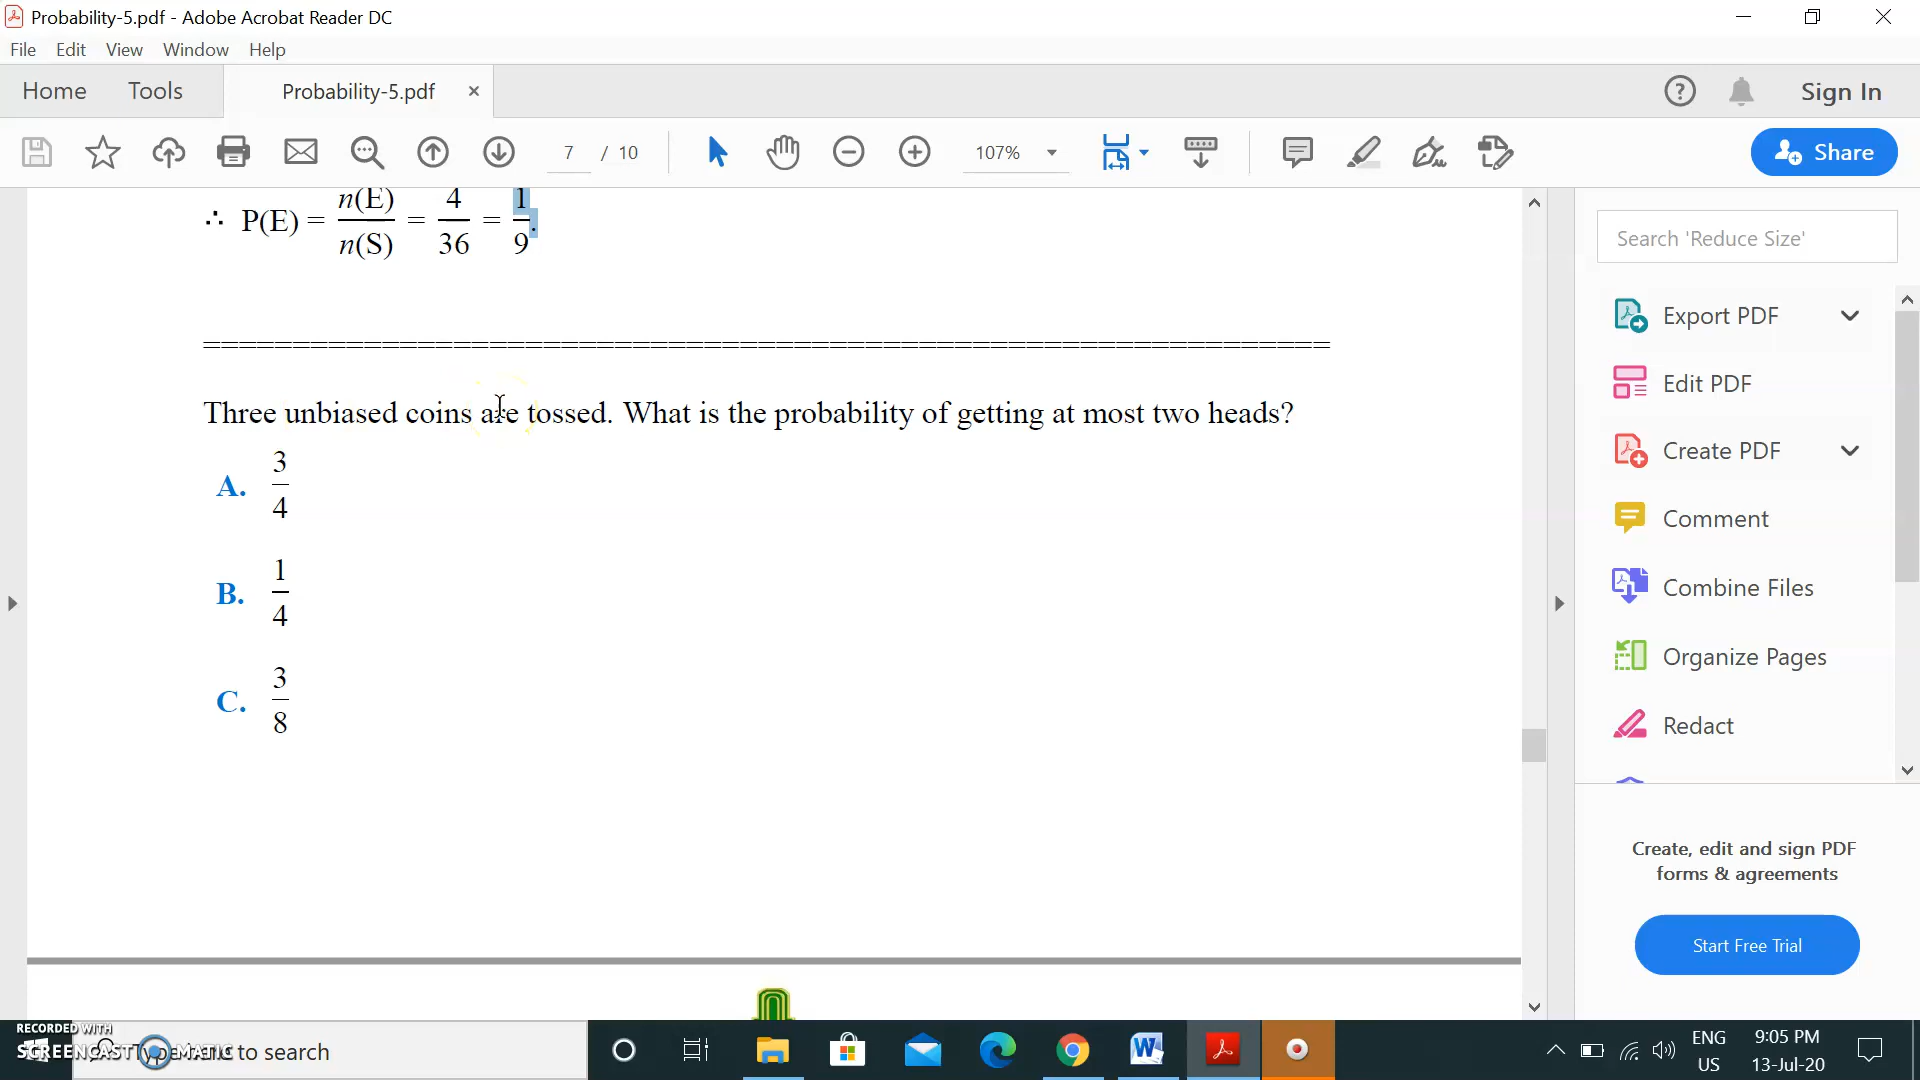 Probability-5.pdf - Adobe Acrobat Reader DC
File Edit View Window Help
Home Tools Probability-5.pdf × Sign In
7 / 10 107% Share
∴ P(E) = n(E)/n(S) = 4/36 = 1/9.
===============================================================
Three unbiased coins are tossed. What is the probability of getting at most two heads?
A. 3/4
B. 1/4
C. 3/8
Search 'Reduce Size'
Export PDF
Edit PDF
Create PDF
Comment
Combine Files
Organize Pages
Redact
Create, edit and sign PDF
forms & agreements
Start Free Trial
RECORDED WITH
SCREENCAST MATIC
to search
ENG
US
9:05 PM
13-Jul-20